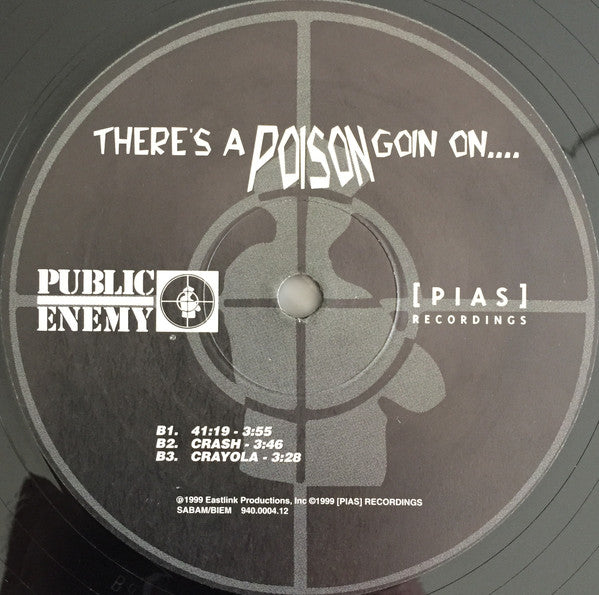 THERE'S A POISON GOIN ON....
PUBLIC
ENEMY
[PIAS]
RECORDINGS
B1. 41:19 - 3:55
B2. CRASH - 3:46
B3. CRAYOLA - 3:28
℗1999 Eastlink Productions, Inc ©1999 [PIAS] RECORDINGS
SABAM/BIEM 940.0004.12